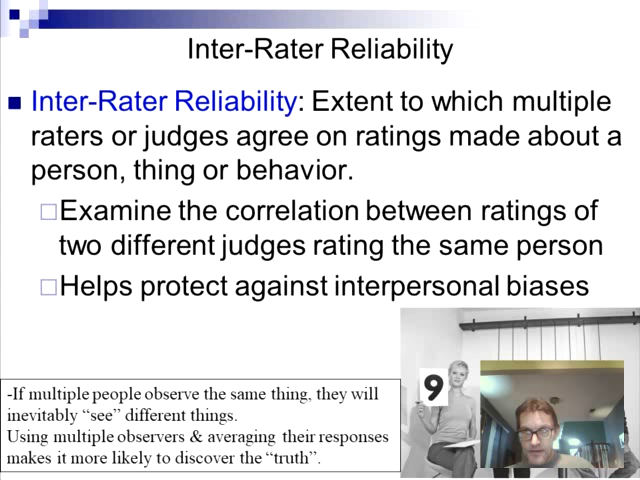 Inter-Rater Reliability
Inter-Rater Reliability: Extent to which multiple
raters or judges agree on ratings made about a
person, thing or behavior.
Examine the correlation between ratings of
two different judges rating the same person
Helps protect against interpersonal biases
9
-If multiple people observe the same thing, they will
inevitably “see” different things.
Using multiple observers & averaging their responses
makes it more likely to discover the “truth”.